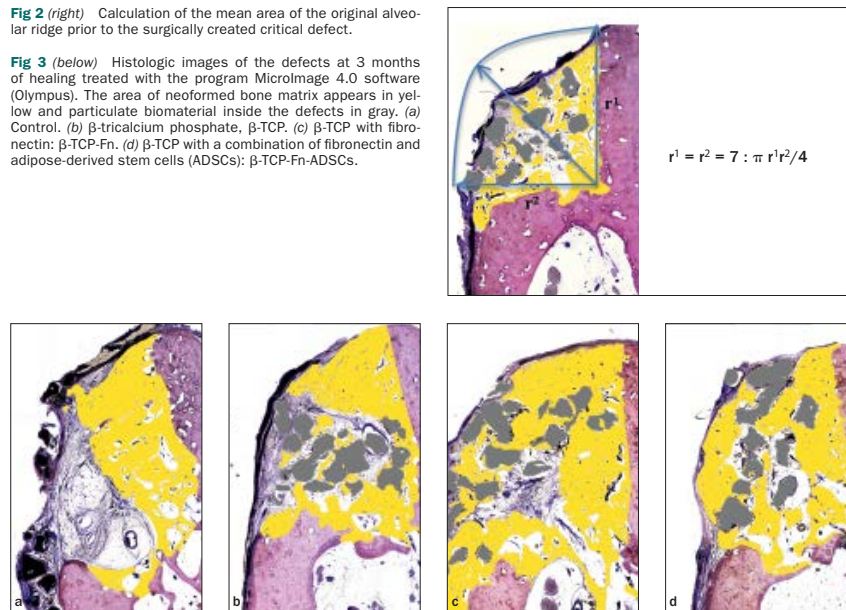 Fig 2 (right) Calculation of the mean area of the original alveo-
lar ridge prior to the surgically created critical defect.
Fig 3 (below) Histologic images of the defects at 3 months
of healing treated with the program MicroImage 4.0 software
(Olympus). The area of neoformed bone matrix appears in yel-
low and particulate biomaterial inside the defects in gray. (a)
Control. (b) β-tricalcium phosphate, β-TCP. (c) β-TCP with fibro-
nectin: β-TCP-Fn. (d) β-TCP with a combination of fibronectin and
adipose-derived stem cells (ADSCs): β-TCP-Fn-ADSCs.
r¹
r²
r¹ = r² = 7 : π r¹r²/4
a
b
c
d